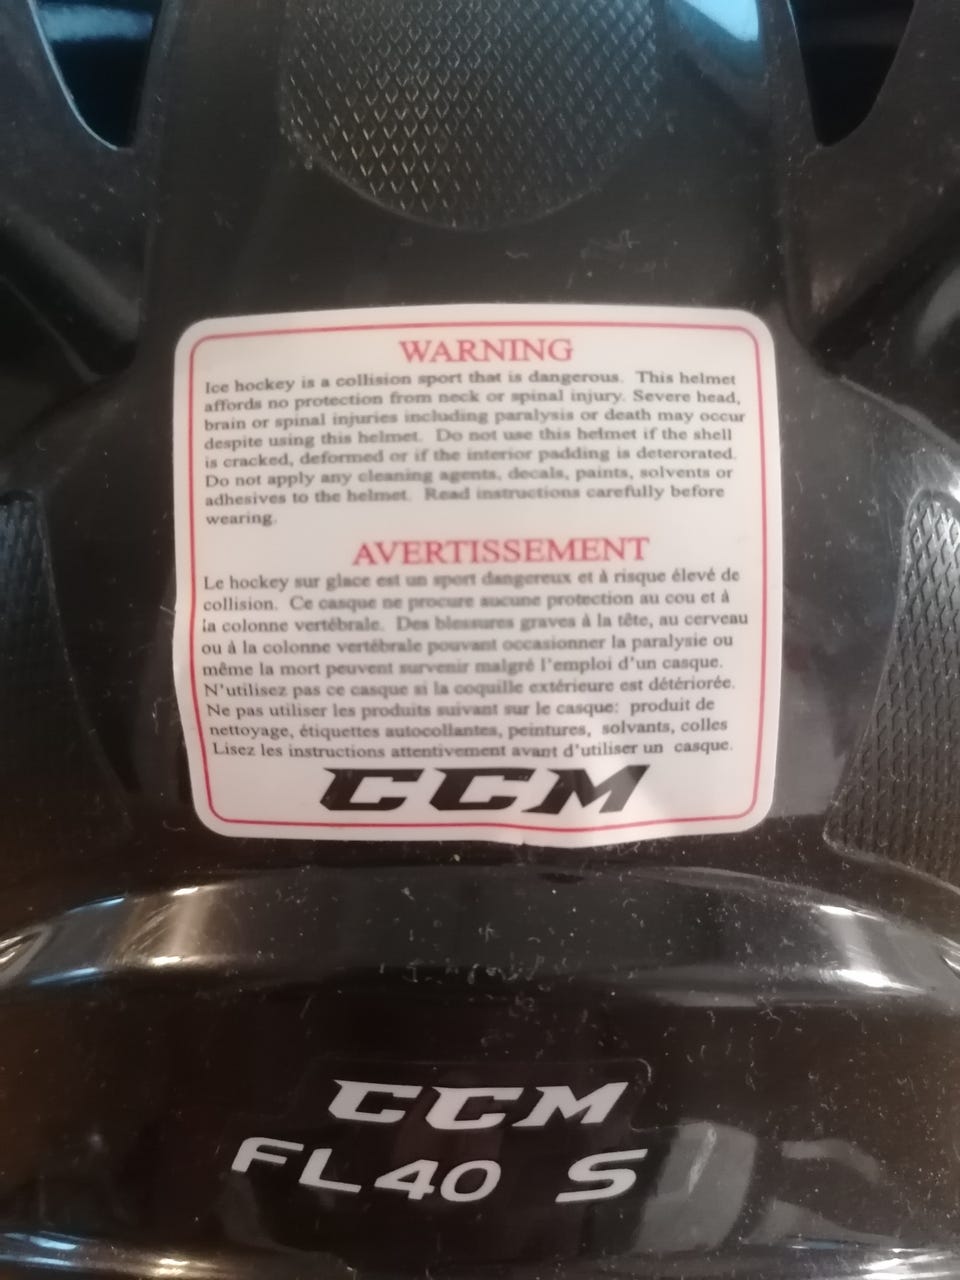 WARNING
Ice hockey is a collision sport that is dangerous. This helmet
affords no protection from neck or spinal injury. Severe head,
brain or spinal injuries including paralysis or death may occur
despite using this helmet. Do not use this helmet if the shell
is cracked, deformed or if the interior padding is deterorated.
Do not apply any cleaning agents, decals, paints, solvents or
adhesives to the helmet. Read instructions carefully before
wearing.
AVERTISSEMENT
Le hockey sur glace est un sport dangereux et à risque élevé de
collision. Ce casque ne procure aucune protection au cou et à
la colonne vertébrale. Des blessures graves à la tête, au cerveau
ou à la colonne vertébrale pouvant occasionner la paralysie ou
même la mort peuvent survenir malgré l'emploi d'un casque.
N'utilisez pas ce casque si la coquille extérieure est détériorée.
Ne pas utiliser les produits suivant sur le casque: produit de
nettoyage, étiquettes autocollantes, peintures, solvants, colles
Lisez les instructions attentivement avant d'utiliser un casque.
CCM
CCM
FL40 S